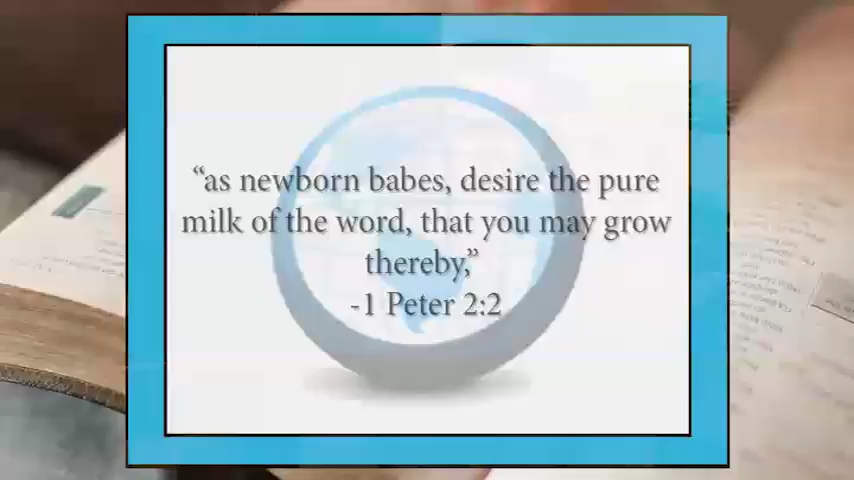 “as newborn babes, desire the pure
milk of the word, that you may grow
thereby,”
-1 Peter 2:2